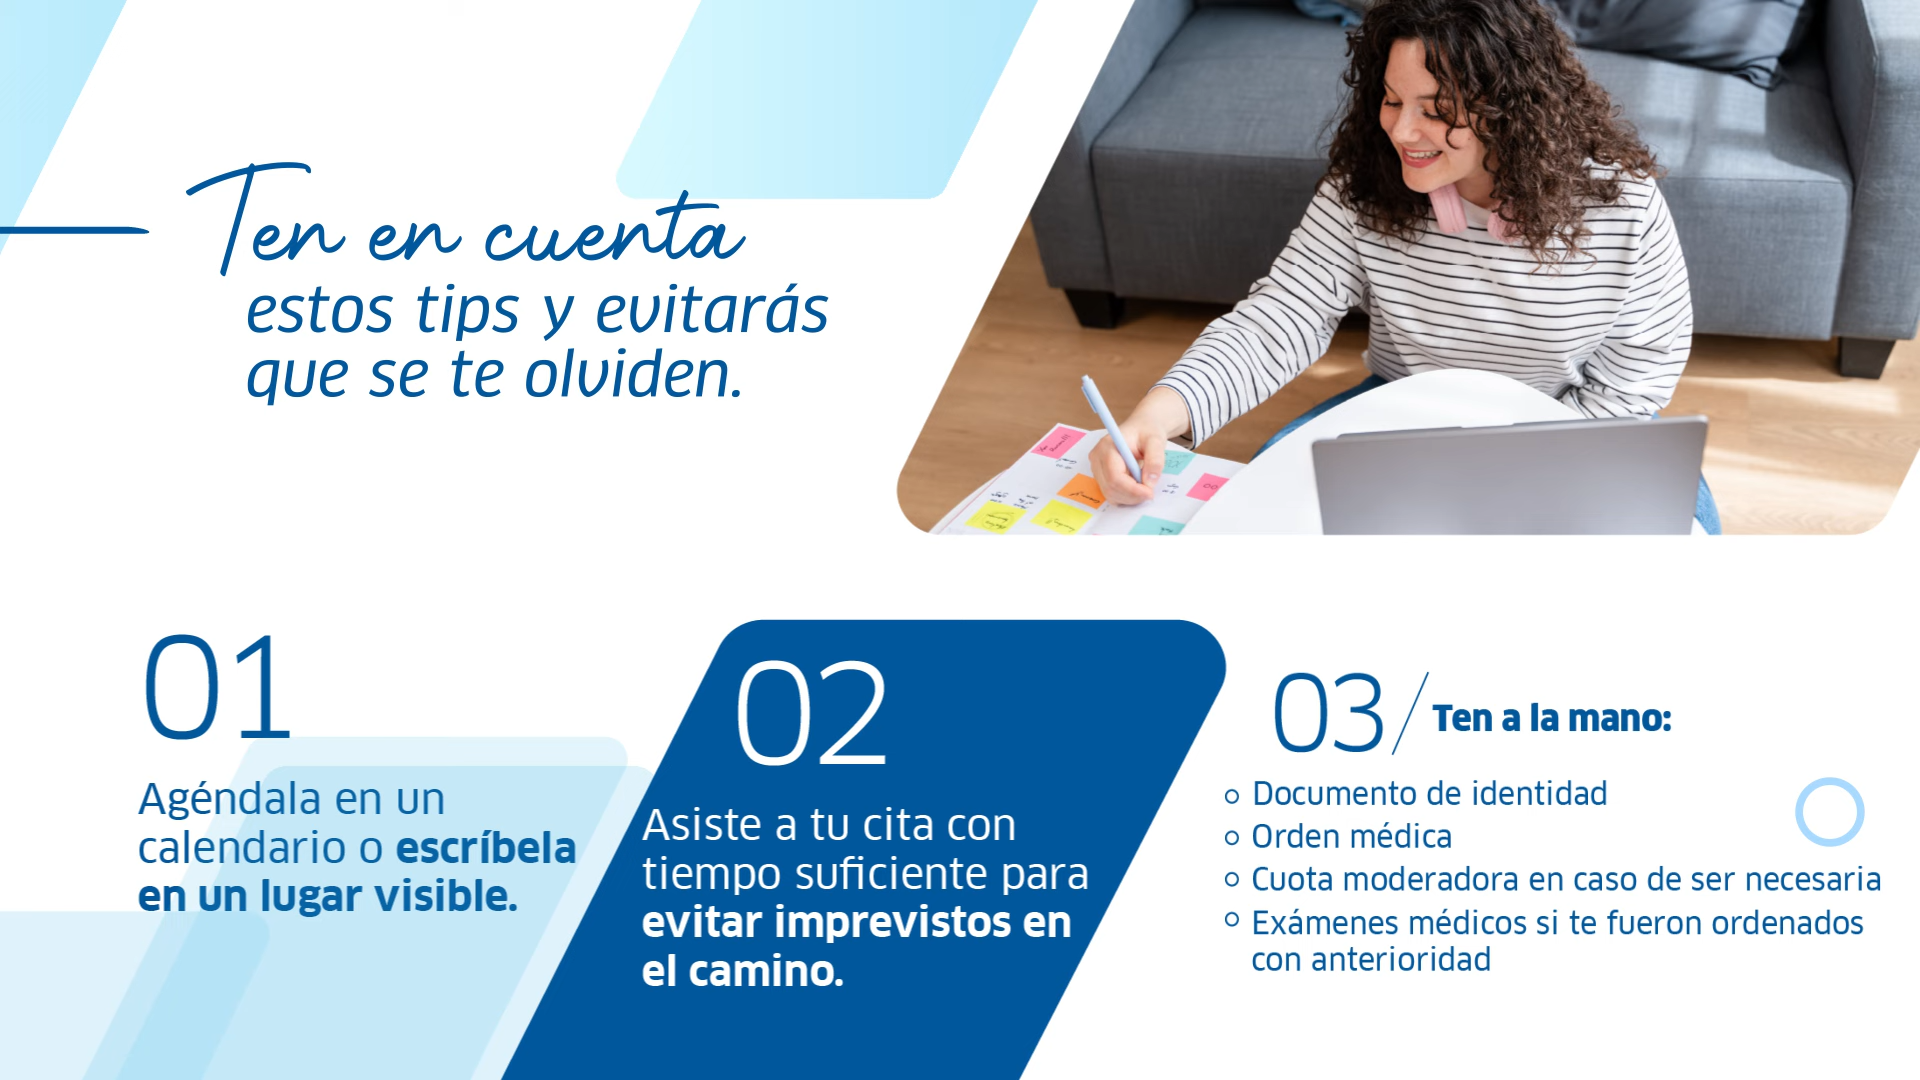 Ten en cuenta
estos tips y evitarás
que se te olviden.
01
Agéndala en un
calendario o escríbela
en un lugar visible.
02
Asiste a tu cita con
tiempo suficiente para
evitar imprevistos en
el camino.
03
Ten a la mano:
Documento de identidad
Orden médica
Cuota moderadora en caso de ser necesaria
Exámenes médicos si te fueron ordenados
con anterioridad